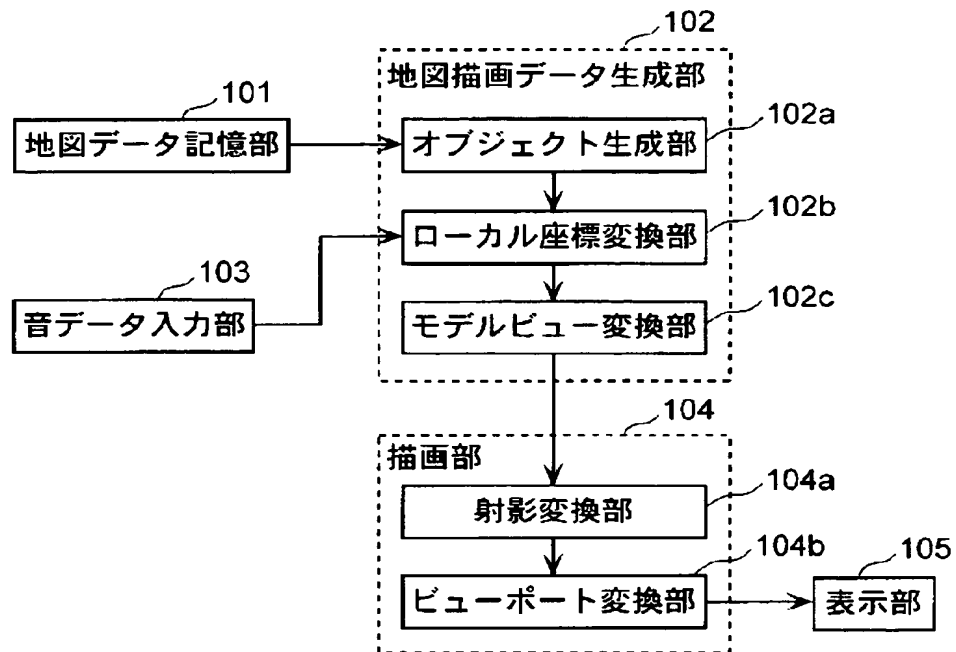 102
地図描画データ生成部
101
地図データ記憶部
102a
オブジェクト生成部
102b
ローカル座標変換部
103
音データ入力部
102c
モデルビュー変換部
104
描画部
104a
射影変換部
104b
ビューポート変換部
105
表示部